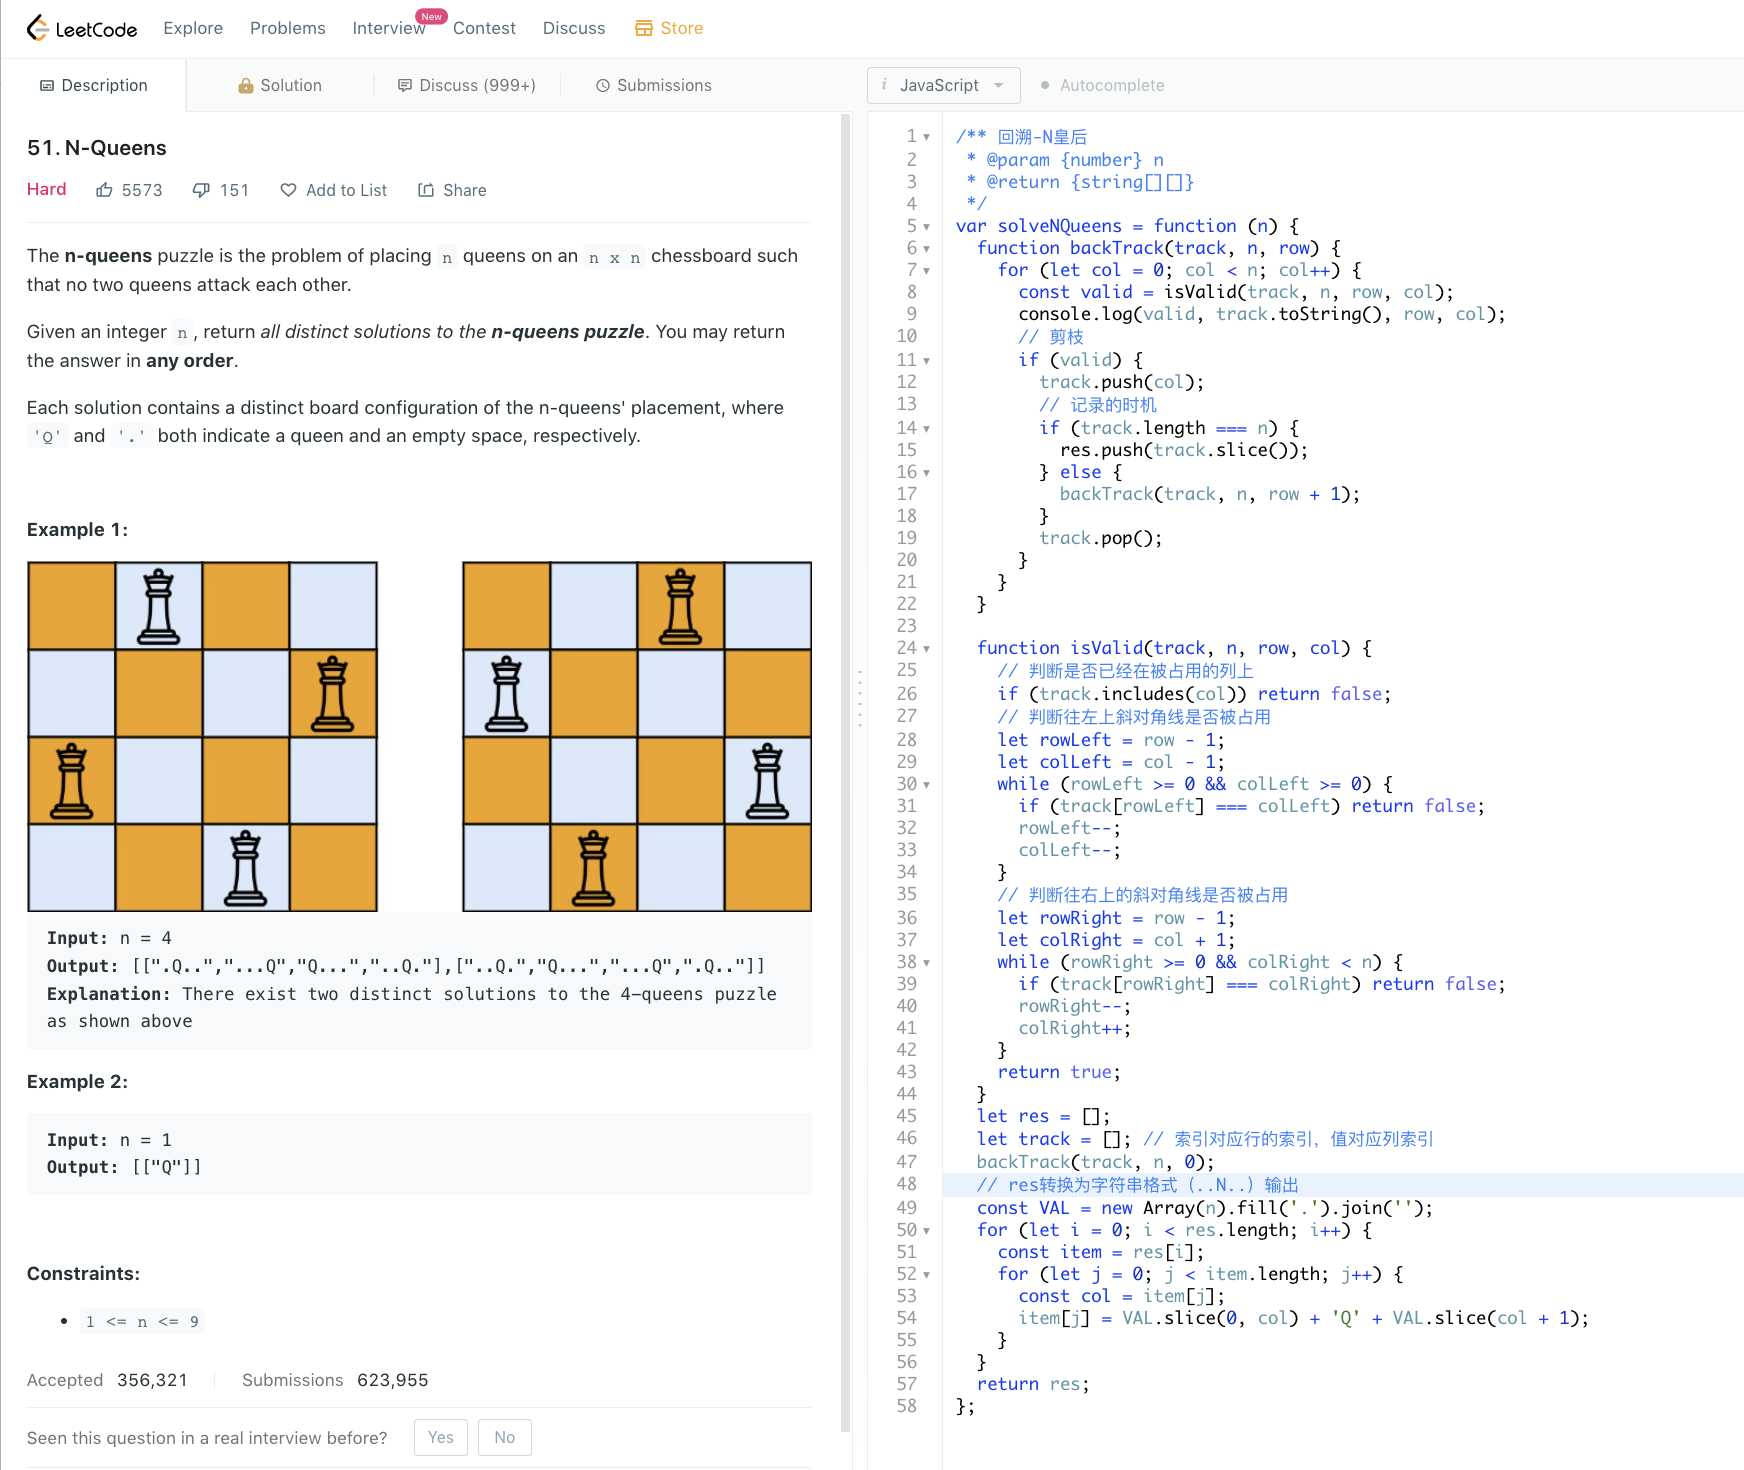 LeetCode Explore Problems Interview New Contest Discuss Store
Description Solution Discuss (999+) Submissions
51. N-Queens
Hard 5573 151 Add to List Share
The n-queens puzzle is the problem of placing n queens on an n x n chessboard such
that no two queens attack each other.
Given an integer n, return all distinct solutions to the n-queens puzzle. You may return
the answer in any order.
Each solution contains a distinct board configuration of the n-queens' placement, where
'Q' and '.' both indicate a queen and an empty space, respectively.
Example 1:
Input: n = 4
Output: [[".Q..","...Q","Q...","..Q."],["..Q.","Q...","...Q",".Q.."]]
Explanation: There exist two distinct solutions to the 4-queens puzzle
as shown above
Example 2:
Input: n = 1
Output: [["Q"]]
Constraints:
• 1 <= n <= 9
Accepted 356,321 Submissions 623,955
Seen this question in a real interview before? Yes No
i JavaScript Autocomplete
1 /** 回溯-N皇后
2  * @param {number} n
3  * @return {string[][]}
4  */
5 var solveNQueens = function (n) {
6   function backTrack(track, n, row) {
7     for (let col = 0; col < n; col++) {
8       const valid = isValid(track, n, row, col);
9       console.log(valid, track.toString(), row, col);
10       // 剪枝
11       if (valid) {
12         track.push(col);
13         // 记录的时机
14         if (track.length === n) {
15           res.push(track.slice());
16         } else {
17           backTrack(track, n, row + 1);
18         }
19         track.pop();
20       }
21     }
22   }
23
24   function isValid(track, n, row, col) {
25     // 判断是否已经在被占用的列上
26     if (track.includes(col)) return false;
27     // 判断往左上斜对角线是否被占用
28     let rowLeft = row - 1;
29     let colLeft = col - 1;
30     while (rowLeft >= 0 && colLeft >= 0) {
31       if (track[rowLeft] === colLeft) return false;
32       rowLeft--;
33       colLeft--;
34     }
35     // 判断往右上的斜对角线是否被占用
36     let rowRight = row - 1;
37     let colRight = col + 1;
38     while (rowRight >= 0 && colRight < n) {
39       if (track[rowRight] === colRight) return false;
40       rowRight--;
41       colRight++;
42     }
43     return true;
44   }
45   let res = [];
46   let track = []; // 索引对应行的索引，值对应列索引
47   backTrack(track, n, 0);
48   // res转换为字符串格式（..N..）输出
49   const VAL = new Array(n).fill('.').join('');
50   for (let i = 0; i < res.length; i++) {
51     const item = res[i];
52     for (let j = 0; j < item.length; j++) {
53       const col = item[j];
54       item[j] = VAL.slice(0, col) + 'Q' + VAL.slice(col + 1);
55     }
56   }
57   return res;
58 };